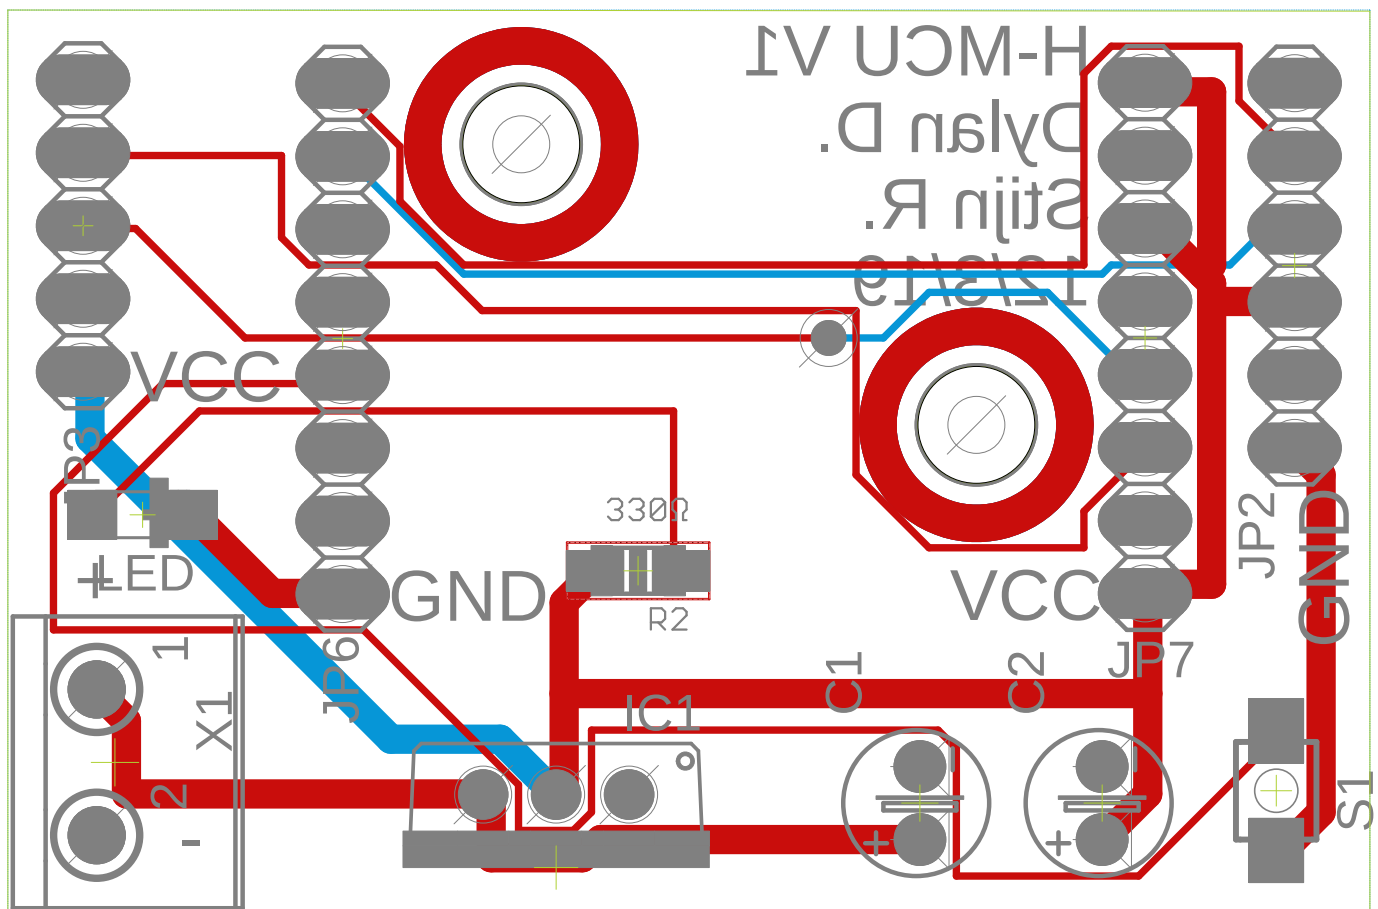 H-MCU V1
Dylan D.
Stijn R.
12/3/19
VCC
JP3
330Ω
LED
+
GND
R2
VCC
JP2
GND
JP6
JP7
1
X1
2
-
IC1
C1
C2
+
+
S1